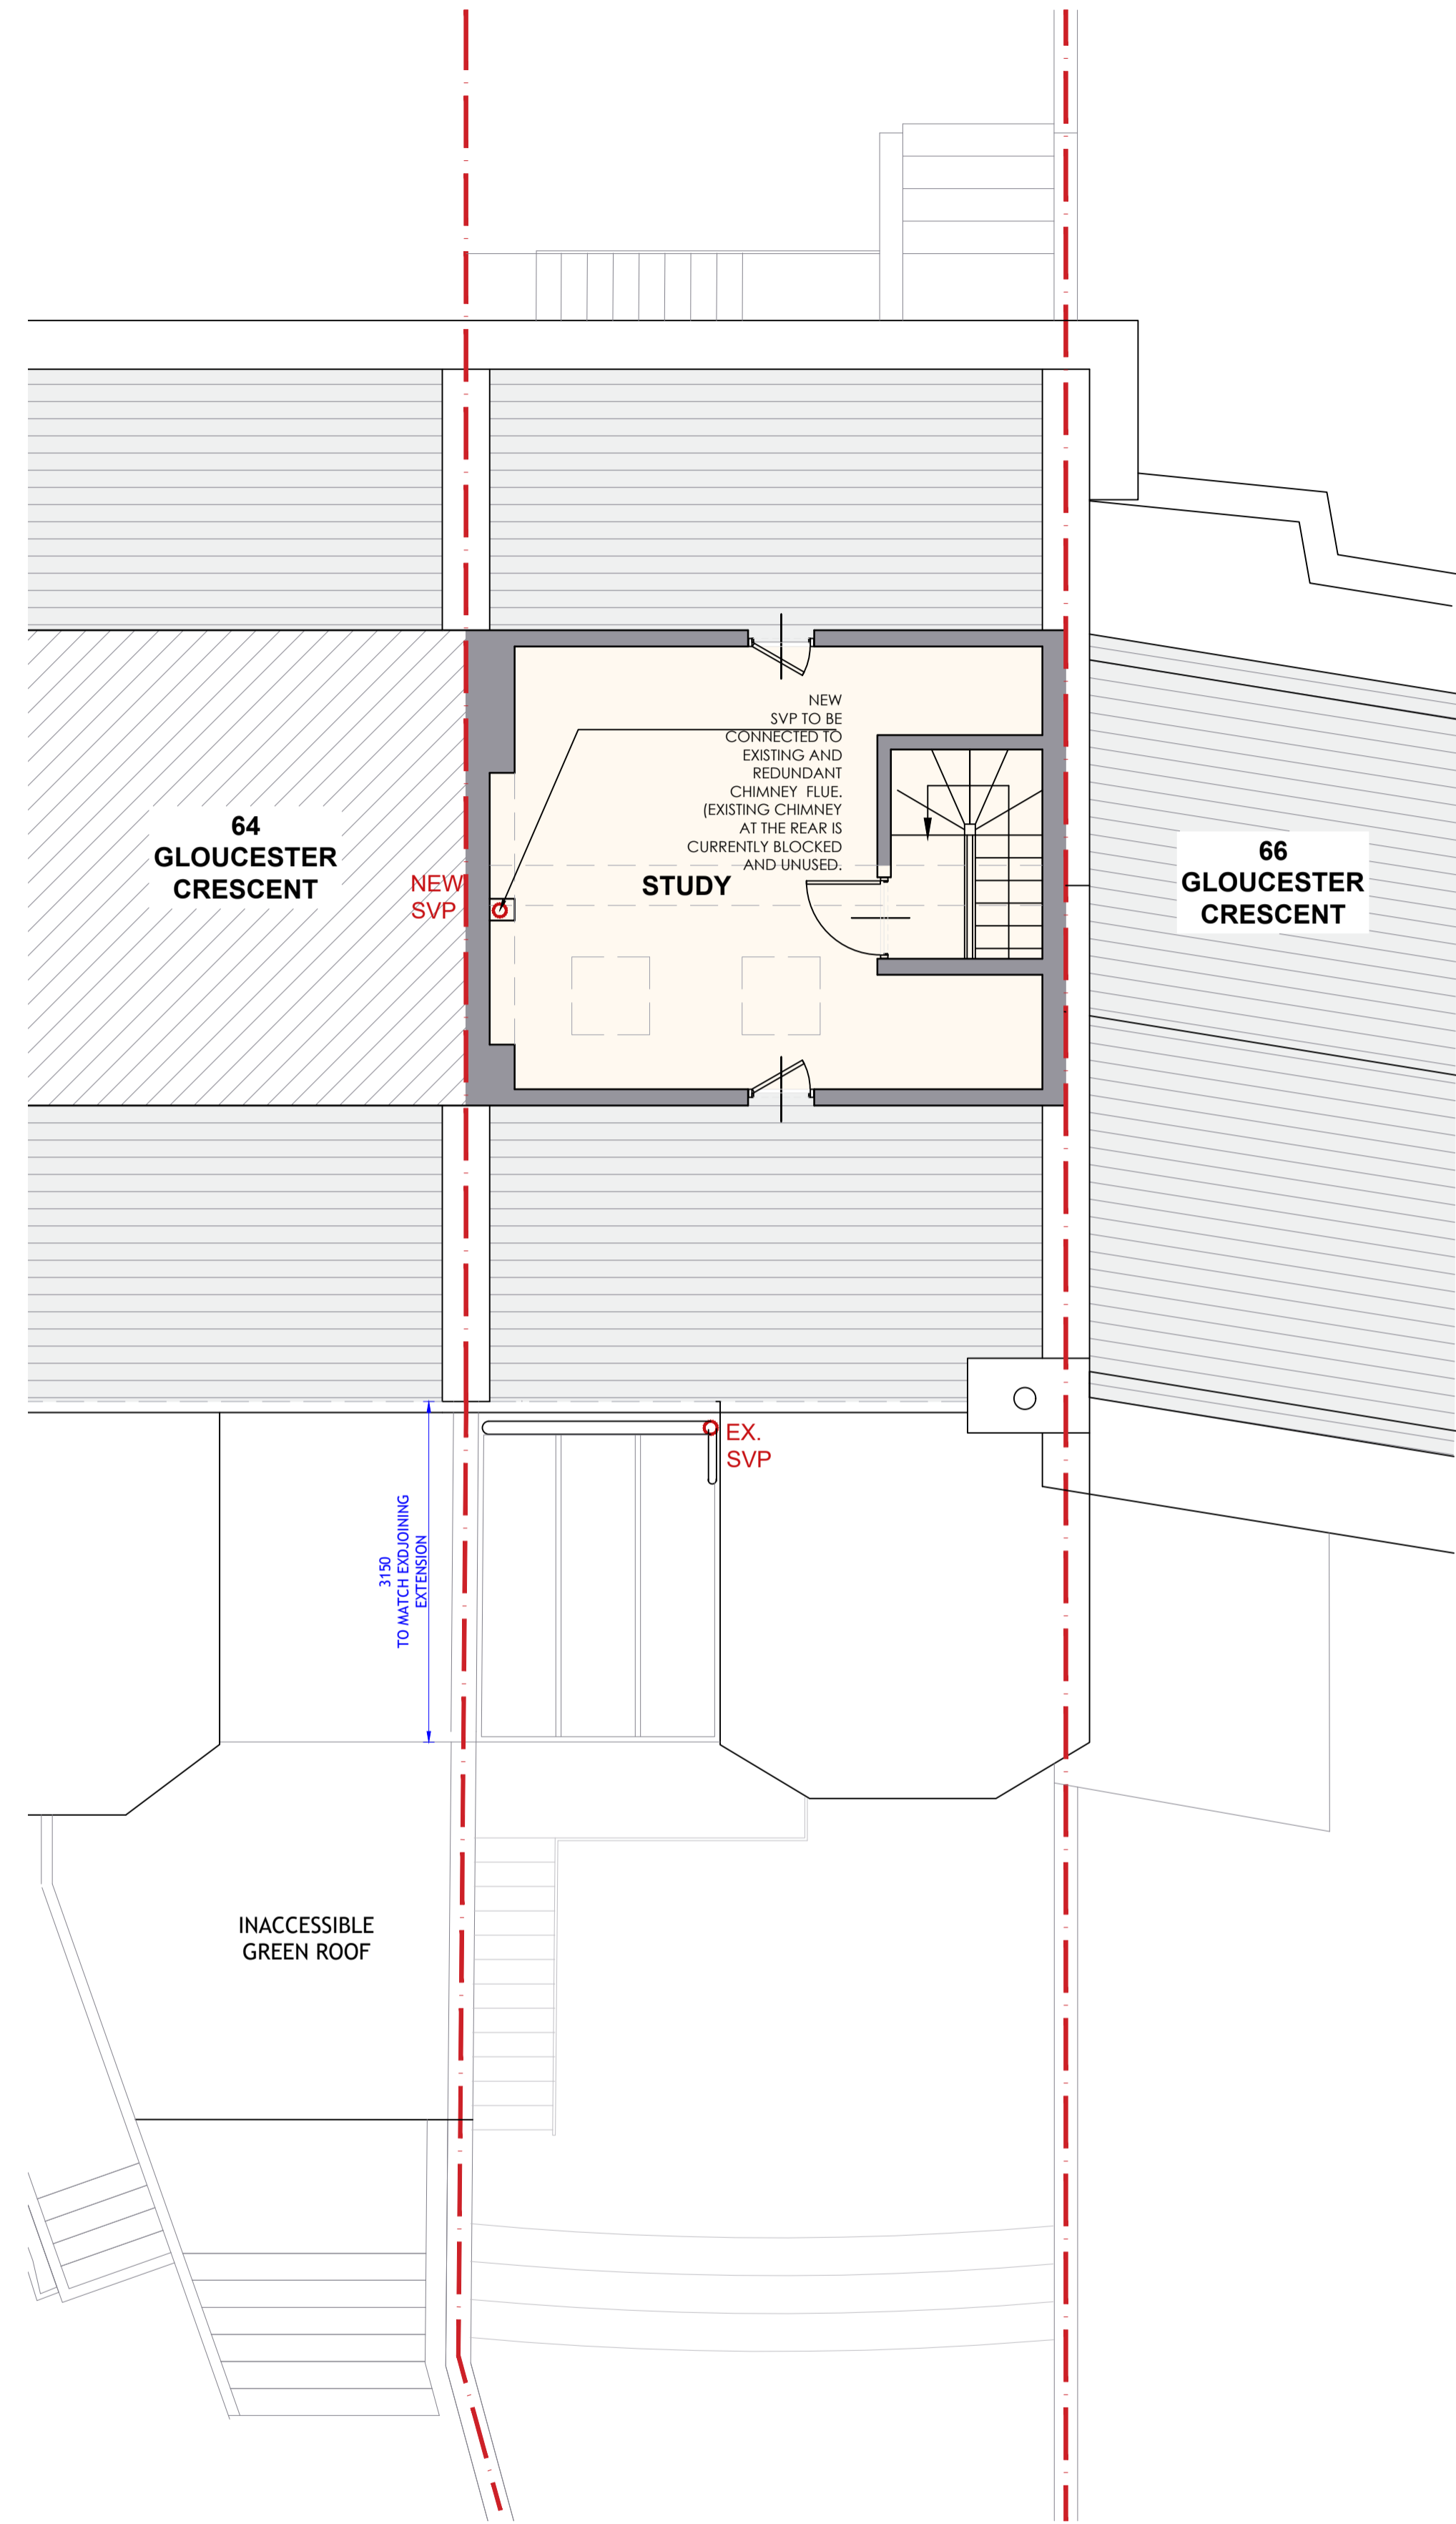 NEW
SVP TO BE
CONNECTED TO
EXISTING AND
REDUNDANT
CHIMNEY FLUE.
(EXISTING CHIMNEY
AT THE REAR IS
CURRENTLY BLOCKED
AND UNUSED.
64
GLOUCESTER
CRESCENT
NEW
SVP
STUDY
66
GLOUCESTER
CRESCENT
EX.
SVP
3150
TO MATCH EXDJOINING
EXTENSION
INACCESSIBLE
GREEN ROOF